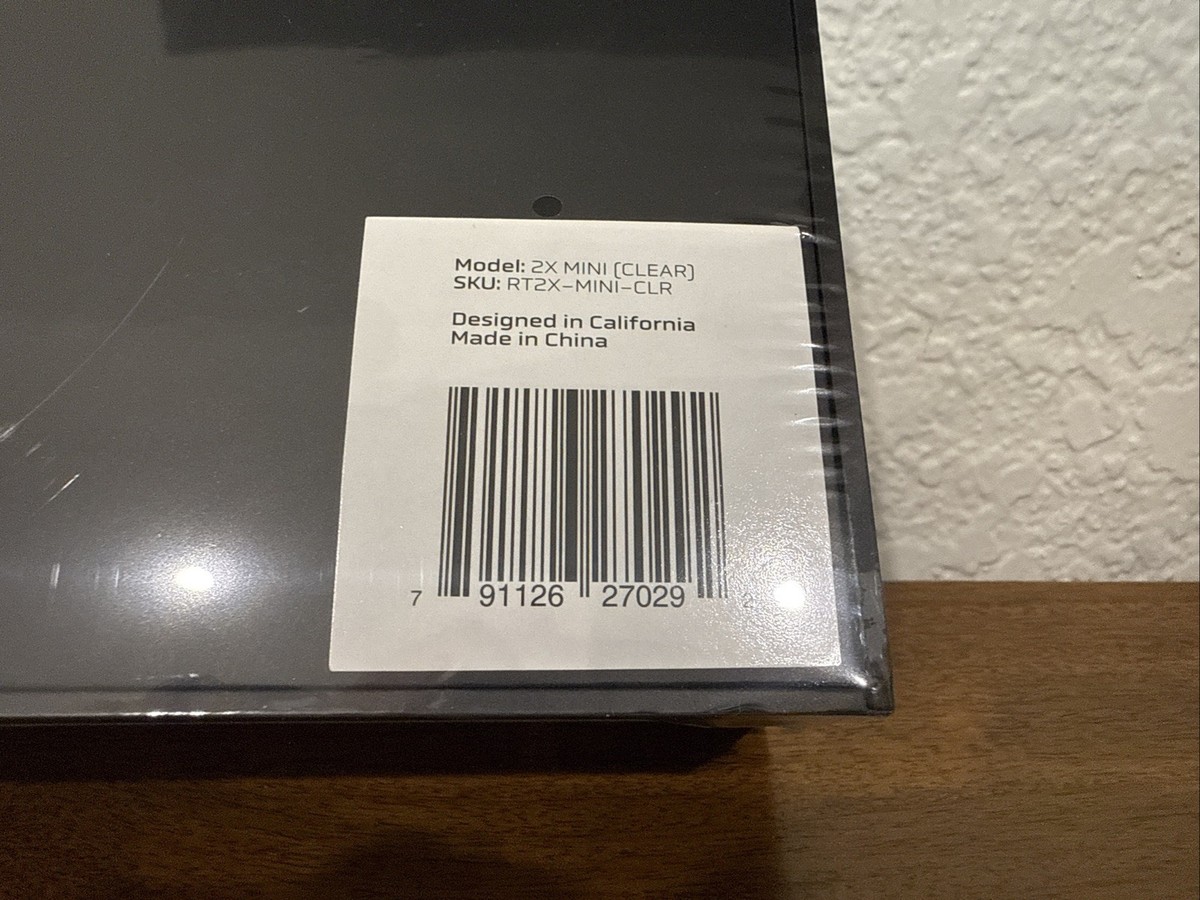 Model: 2X MINI (CLEAR)
SKU: RT2X-MINI-CLR
Designed in California
Made in China
7 91126 27029 2